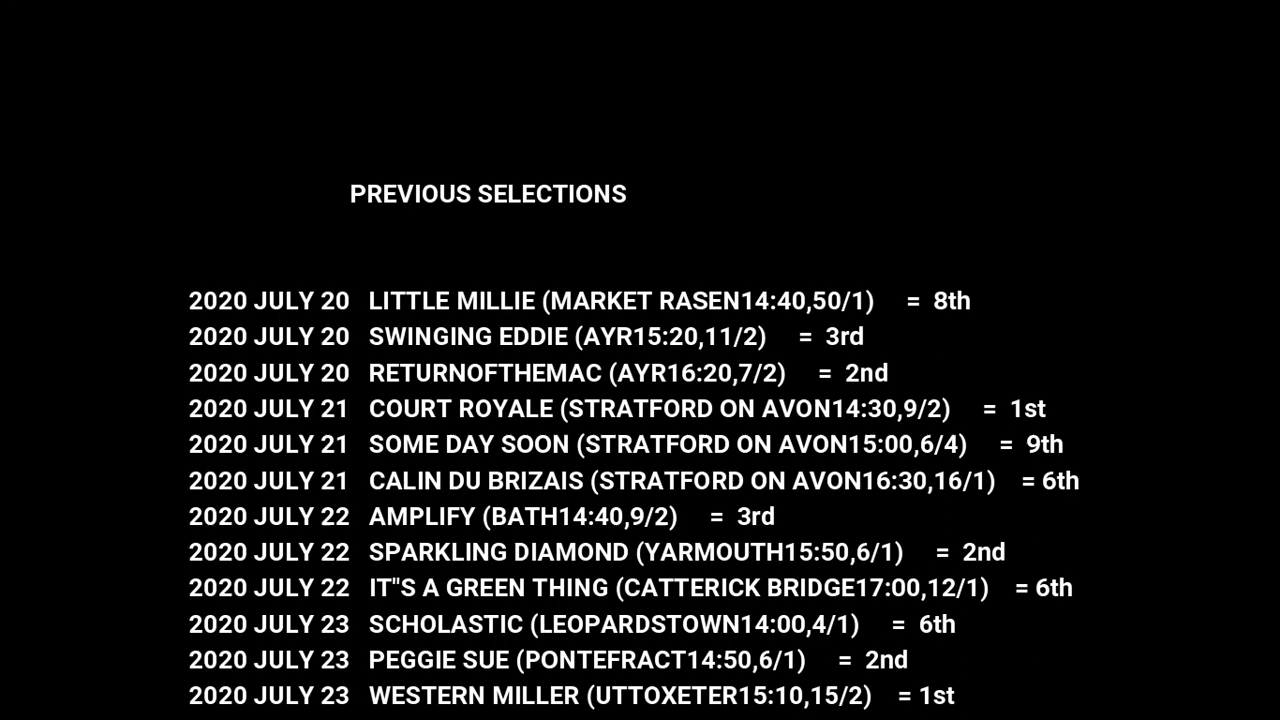 PREVIOUS SELECTIONS
2020 JULY 20 LITTLE MILLIE (MARKET RASEN14:40,50/1) = 8th
2020 JULY 20 SWINGING EDDIE (AYR15:20,11/2) = 3rd
2020 JULY 20 RETURNOFTHEMAC (AYR16:20,7/2) = 2nd
2020 JULY 21 COURT ROYALE (STRATFORD ON AVON14:30,9/2) = 1st
2020 JULY 21 SOME DAY SOON (STRATFORD ON AVON15:00,6/4) = 9th
2020 JULY 21 CALIN DU BRIZAIS (STRATFORD ON AVON16:30,16/1) = 6th
2020 JULY 22 AMPLIFY (BATH14:40,9/2) = 3rd
2020 JULY 22 SPARKLING DIAMOND (YARMOUTH15:50,6/1) = 2nd
2020 JULY 22 IT"S A GREEN THING (CATTERICK BRIDGE17:00,12/1) = 6th
2020 JULY 23 SCHOLASTIC (LEOPARDSTOWN14:00,4/1) = 6th
2020 JULY 23 PEGGIE SUE (PONTEFRACT14:50,6/1) = 2nd
2020 JULY 23 WESTERN MILLER (UTTOXETER15:10,15/2) = 1st